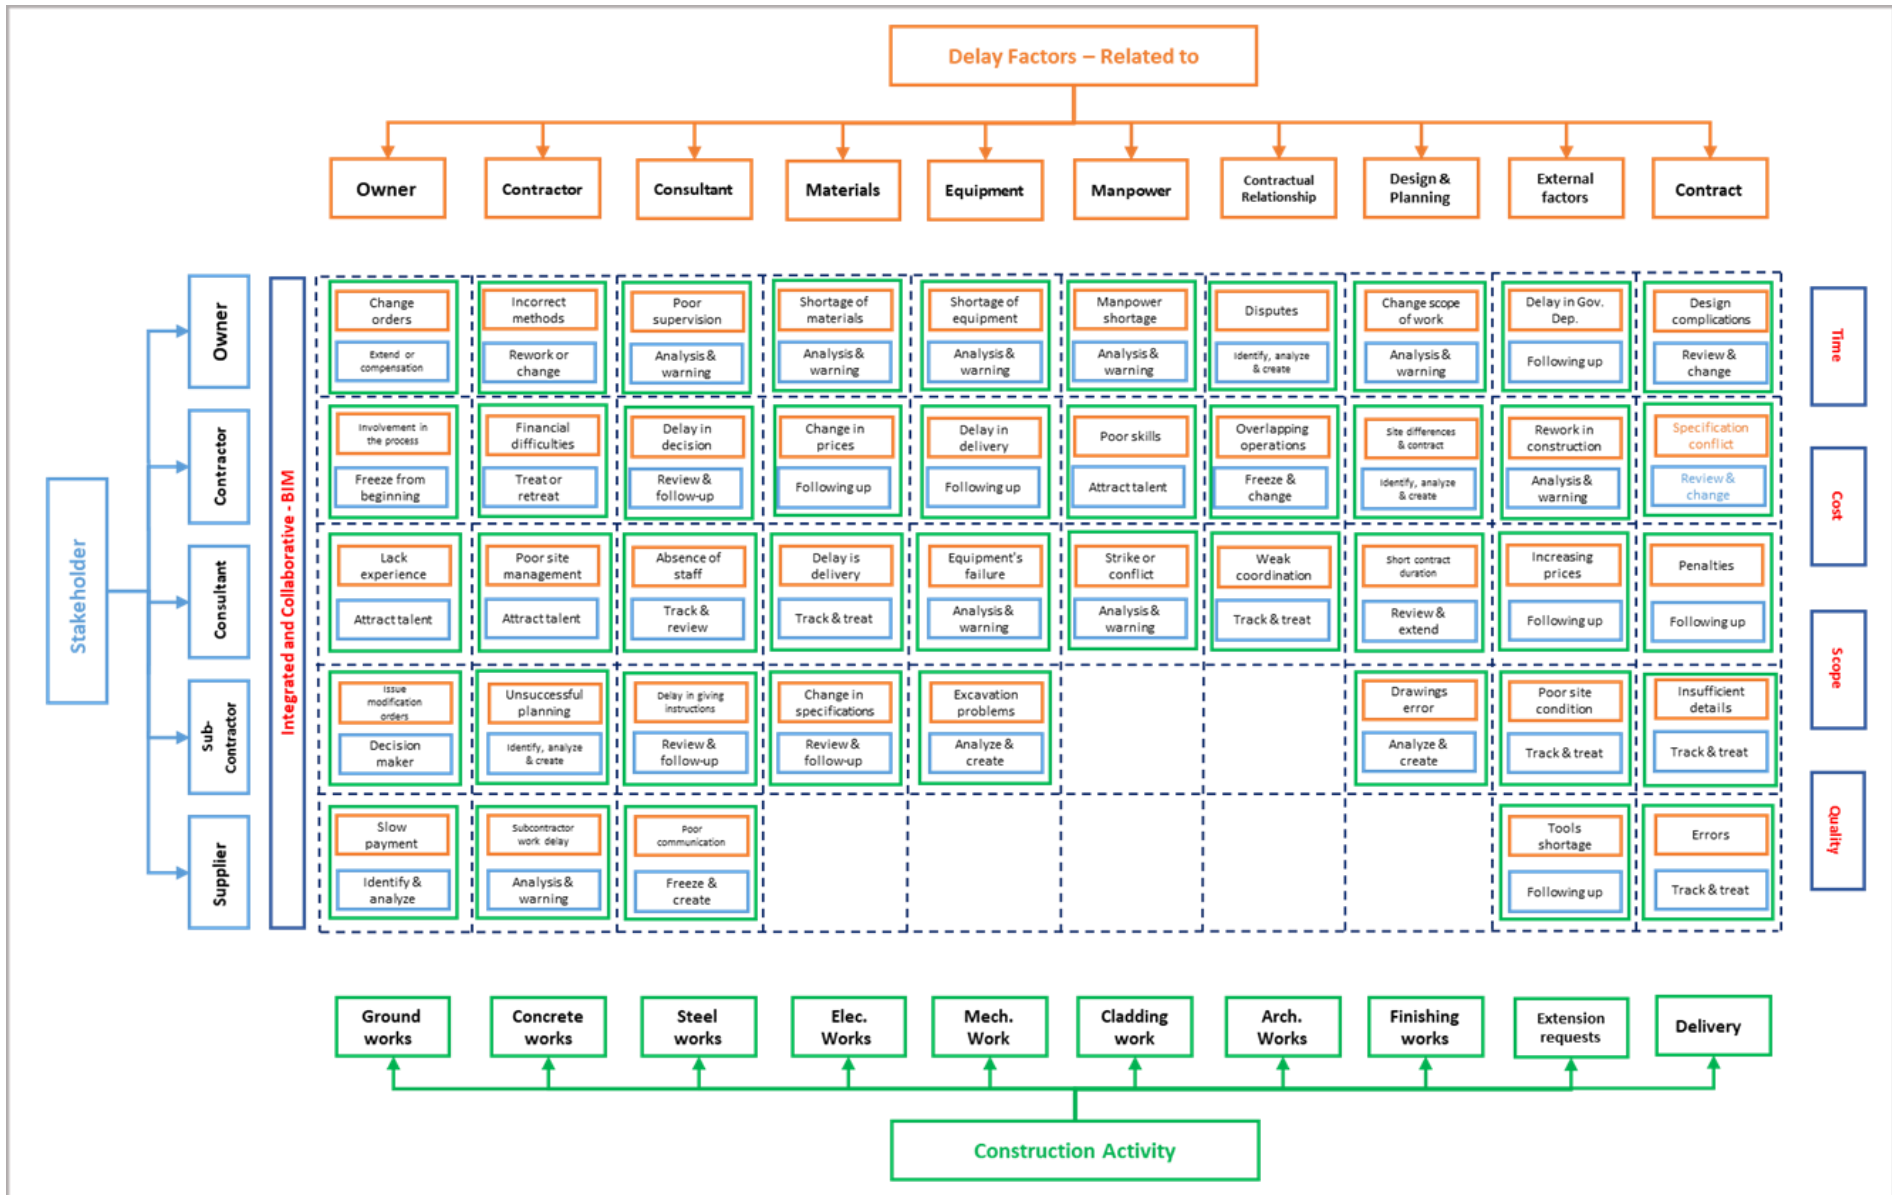 Delay Factors – Related to
Owner
Contractor
Consultant
Materials
Equipment
Manpower
Contractual
Relationship
Design &
Planning
External
factors
Contract
Stakeholder
Owner
Contractor
Consultant
Sub-
Contractor
Supplier
Integrated and Collaborative - BIM
Change
orders
Extend or
compensation
Incorrect
methods
Rework or
change
Poor
supervision
Analysis &
warning
Shortage of
materials
Analysis &
warning
Shortage of
equipment
Analysis &
warning
Manpower
shortage
Analysis &
warning
Disputes
Identify, analyze
& create
Change scope
of work
Analysis &
warning
Delay in Gov.
Dep.
Following up
Design
complications
Review &
change
Involvement in
the process
Freeze from
beginning
Financial
difficulties
Treat or
retreat
Delay in
decision
Review &
follow-up
Change in
prices
Following up
Delay in
delivery
Following up
Poor skills
Attract talent
Overlapping
operations
Freeze &
change
Site differences
& contract
Identify, analyze
& create
Rework in
construction
Analysis &
warning
Specification
conflict
Review &
change
Lack
experience
Attract talent
Poor site
management
Attract talent
Absence of
staff
Track &
review
Delay is
delivery
Track & treat
Equipment's
failure
Analysis &
warning
Strike or
conflict
Analysis &
warning
Weak
coordination
Track & treat
Short contract
duration
Review &
extend
Increasing
prices
Following up
Penalties
Following up
Issue
modification
orders
Decision
maker
Unsuccessful
planning
Identify, analyze
& create
Delay in giving
instructions
Review &
follow-up
Change in
specifications
Review &
follow-up
Excavation
problems
Analyze &
create
Drawings
error
Analyze &
create
Poor site
condition
Track & treat
Insufficient
details
Track & treat
Slow
payment
Identify &
analyze
Subcontractor
work delay
Analysis &
warning
Poor
communication
Freeze &
create
Tools
shortage
Following up
Errors
Track & treat
Time
Cost
Scope
Quality
Ground
works
Concrete
works
Steel
works
Elec.
Works
Mech.
Work
Cladding
work
Arch.
Works
Finishing
works
Extension
requests
Delivery
Construction Activity